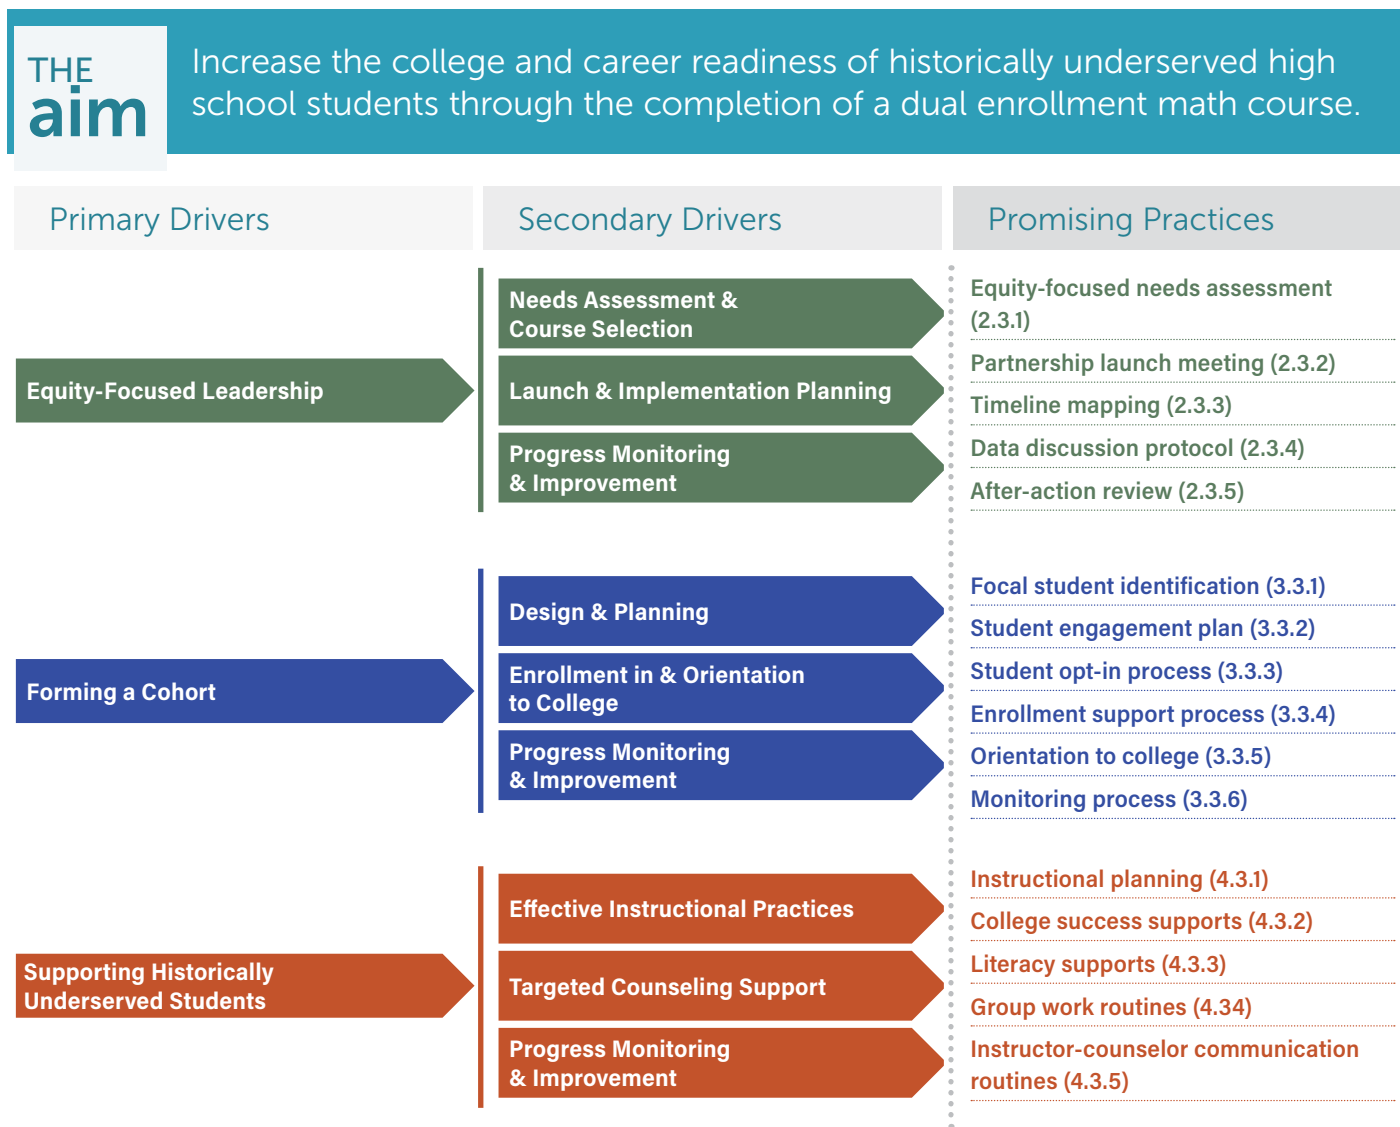 THE
aim
Increase the college and career readiness of historically underserved high
school students through the completion of a dual enrollment math course.
Primary Drivers
Secondary Drivers
Promising Practices
Equity-Focused Leadership
Needs Assessment &
Course Selection
Launch & Implementation Planning
Progress Monitoring
& Improvement
Equity-focused needs assessment
(2.3.1)
Partnership launch meeting (2.3.2)
Timeline mapping (2.3.3)
Data discussion protocol (2.3.4)
After-action review (2.3.5)
Forming a Cohort
Design & Planning
Enrollment in & Orientation
to College
Progress Monitoring
& Improvement
Focal student identification (3.3.1)
Student engagement plan (3.3.2)
Student opt-in process (3.3.3)
Enrollment support process (3.3.4)
Orientation to college (3.3.5)
Monitoring process (3.3.6)
Supporting Historically
Underserved Students
Effective Instructional Practices
Targeted Counseling Support
Progress Monitoring
& Improvement
Instructional planning (4.3.1)
College success supports (4.3.2)
Literacy supports (4.3.3)
Group work routines (4.34)
Instructor-counselor communication
routines (4.3.5)